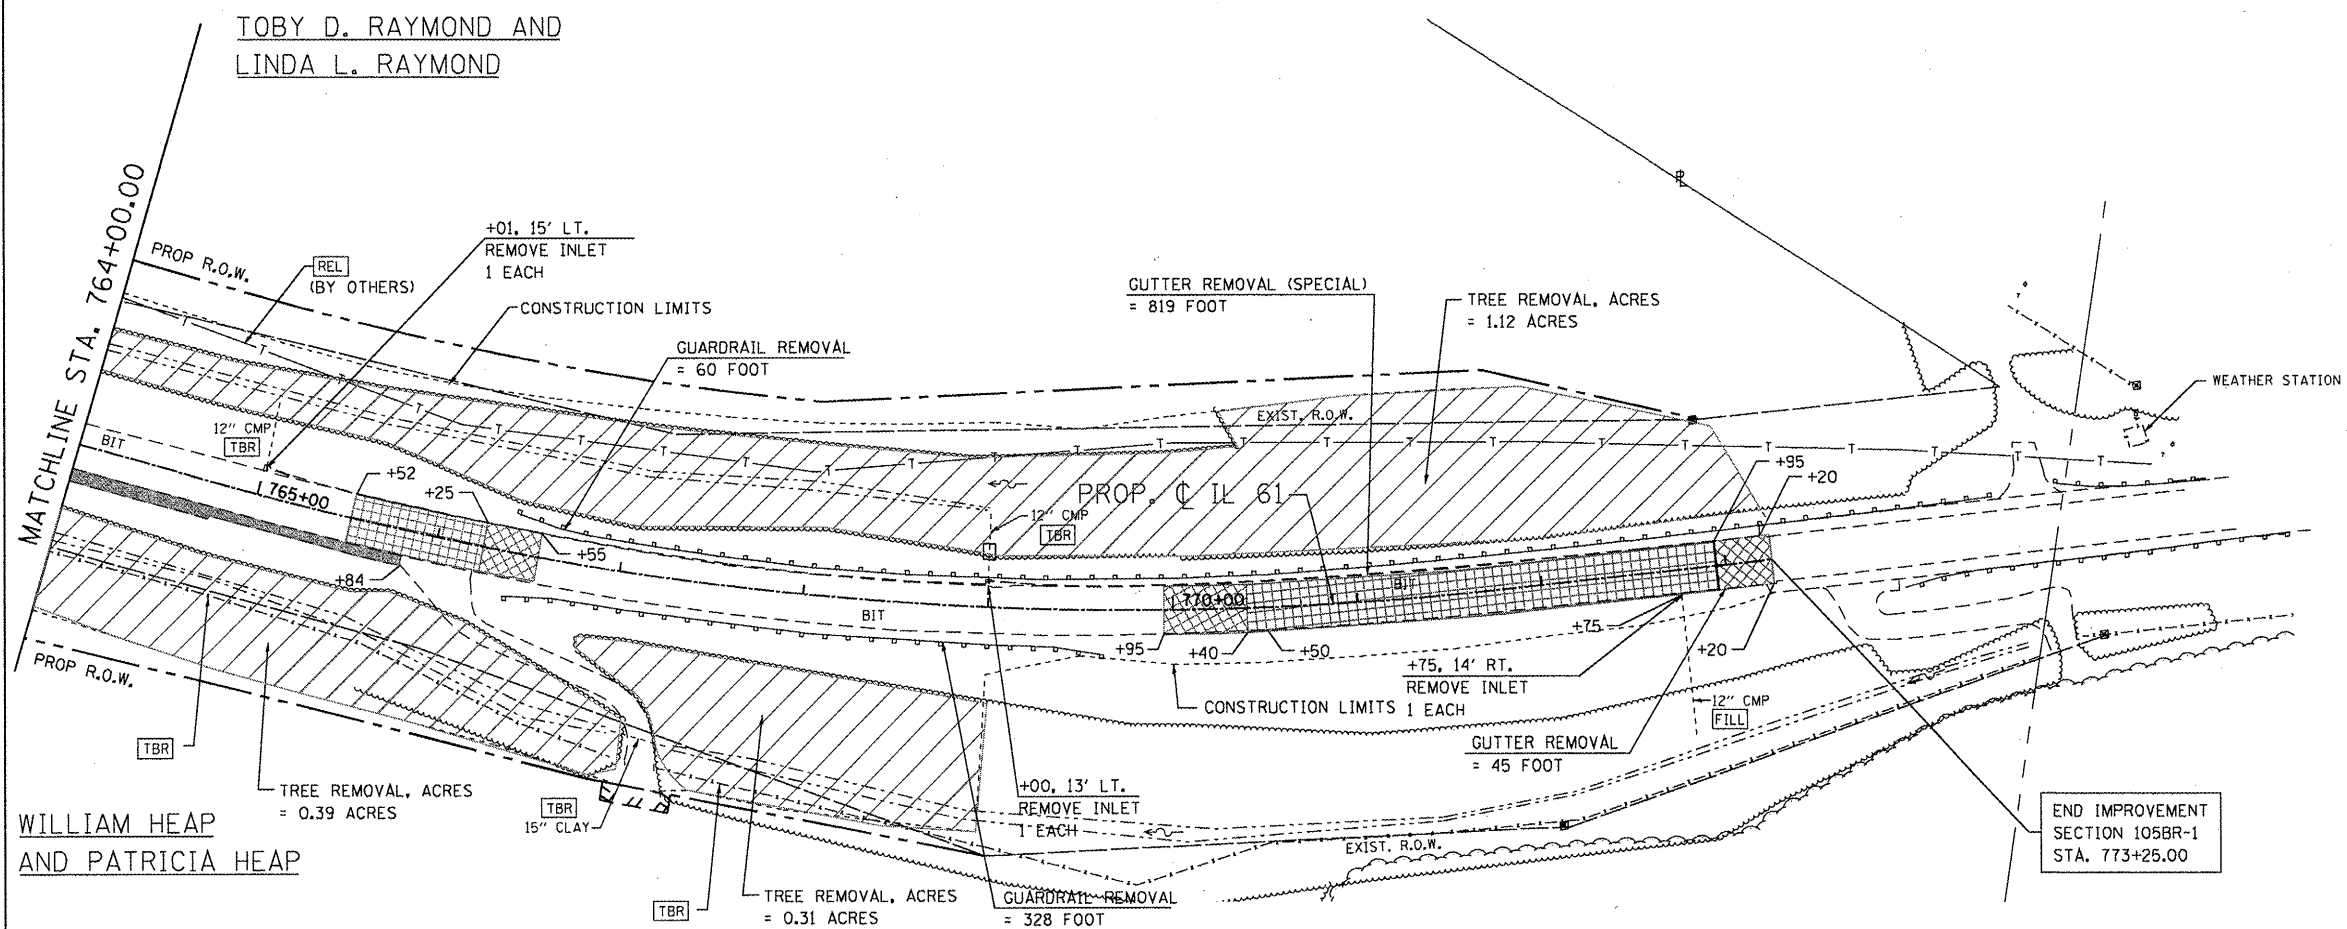 TOBY D. RAYMOND AND
LINDA L. RAYMOND
MATCHLINE STA. 764+00.00
PROP R.O.W.
REL
(BY OTHERS)
+01, 15' LT.
REMOVE INLET
1 EACH
CONSTRUCTION LIMITS
GUARDRAIL REMOVAL
= 60 FOOT
GUTTER REMOVAL (SPECIAL)
= 819 FOOT
TREE REMOVAL, ACRES
= 1.12 ACRES
P̲L
WEATHER STATION
EXIST. R.O.W.
T T T T T T T T T T T T T T T T T T
12" CMP
TBR
BIT
765+00
+52
+25
+55
+84
PROP. ℄ IL 61
12" CMP
TBR
+95
+20
BIT
770+00
BIT
+95
+40
+50
+75
+20
+75, 14' RT.
REMOVE INLET
1 EACH
CONSTRUCTION LIMITS
12" CMP
FILL
GUTTER REMOVAL
= 45 FOOT
PROP R.O.W.
TBR
TREE REMOVAL, ACRES
= 0.39 ACRES
TBR
15" CLAY
+00, 13' LT.
REMOVE INLET
1 EACH
EXIST. R.O.W.
END IMPROVEMENT
SECTION 105BR-1
STA. 773+25.00
WILLIAM HEAP
AND PATRICIA HEAP
TBR
TREE REMOVAL, ACRES
= 0.31 ACRES
GUARDRAIL REMOVAL
= 328 FOOT